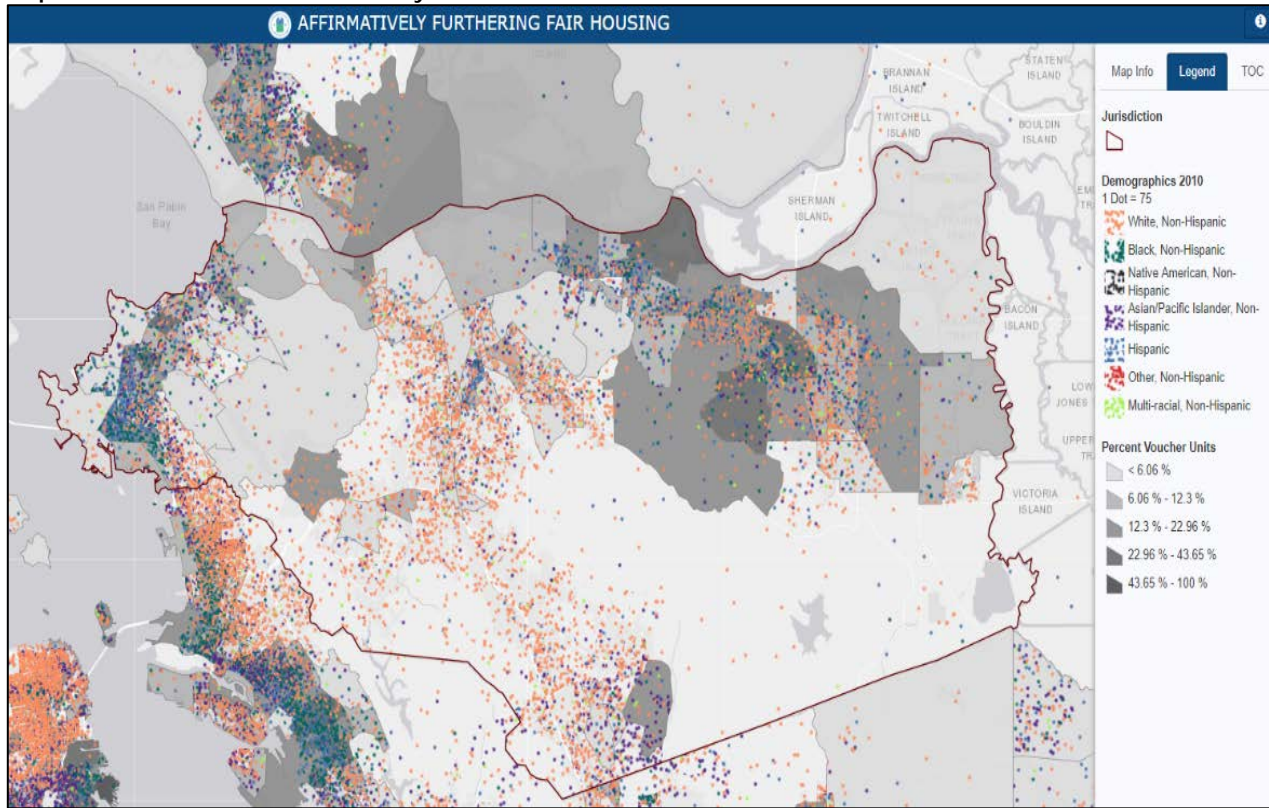 AFFIRMATIVELY FURTHERING FAIR HOUSING
Map Info Legend TOC
Jurisdiction
Demographics 2010
1 Dot = 75
White, Non-Hispanic
Black, Non-Hispanic
Native American, Non-
Hispanic
Asian/Pacific Islander, Non-
Hispanic
Hispanic
Other, Non-Hispanic
Multi-racial, Non-Hispanic
Percent Voucher Units
< 6.06 %
6.06 % - 12.3 %
12.3 % - 22.96 %
22.96 % - 43.65 %
43.65 % - 100 %
STATEN
ISLAND
BRANNAN
ISLAND
TWITCHELL
ISLAND
BOULDIN
ISLAND
SHERMAN
ISLAND
San Pablo
Bay
BACON
ISLAND
JONES
UPPER
VICTORIA
ISLAND